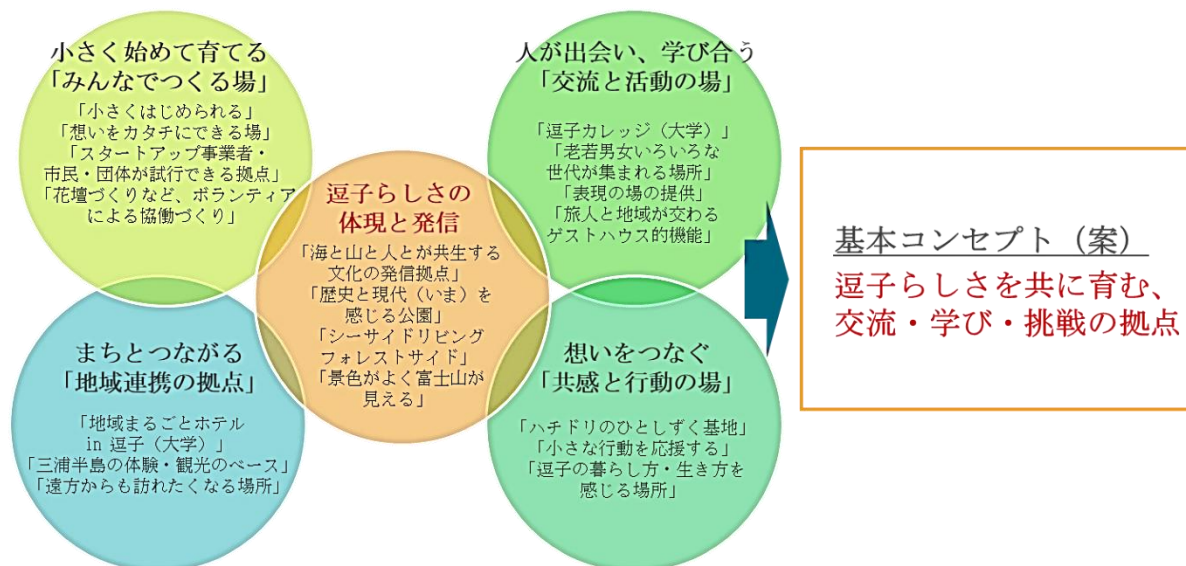 小さく始めて育てる
「みんなでつくる場」
「小さくはじめられる」
「想いをカタチにできる場」
「スタートアップ事業者・
市民・団体が試行できる拠点」
「花壇づくりなど、ボランティア
による協働づくり」
人が出会い、学び合う
「交流と活動の場」
「逗子カレッジ（大学）」
「老若男女いろいろな
世代が集まれる場所」
「表現の場の提供」
「旅人と地域が交わる
ゲストハウス的機能」
逗子らしさの
体現と発信
「海と山と人とが共生する
文化の発信拠点」
「歴史と現代（いま）を
感じる公園」
「シーサイドリビング
フォレストサイド」
「景色がよく富士山が
見える」
まちとつながる
「地域連携の拠点」
「地域まるごとホテル
in 逗子（大学）」
「三浦半島の体験・観光のベース」
「遠方からも訪れたくなる場所」
想いをつなぐ
「共感と行動の場」
「ハチドリのひとしずく基地」
「小さな行動を応援する」
「逗子の暮らし方・生き方を
感じる場所」
基本コンセプト（案）
逗子らしさを共に育む、
交流・学び・挑戦の拠点